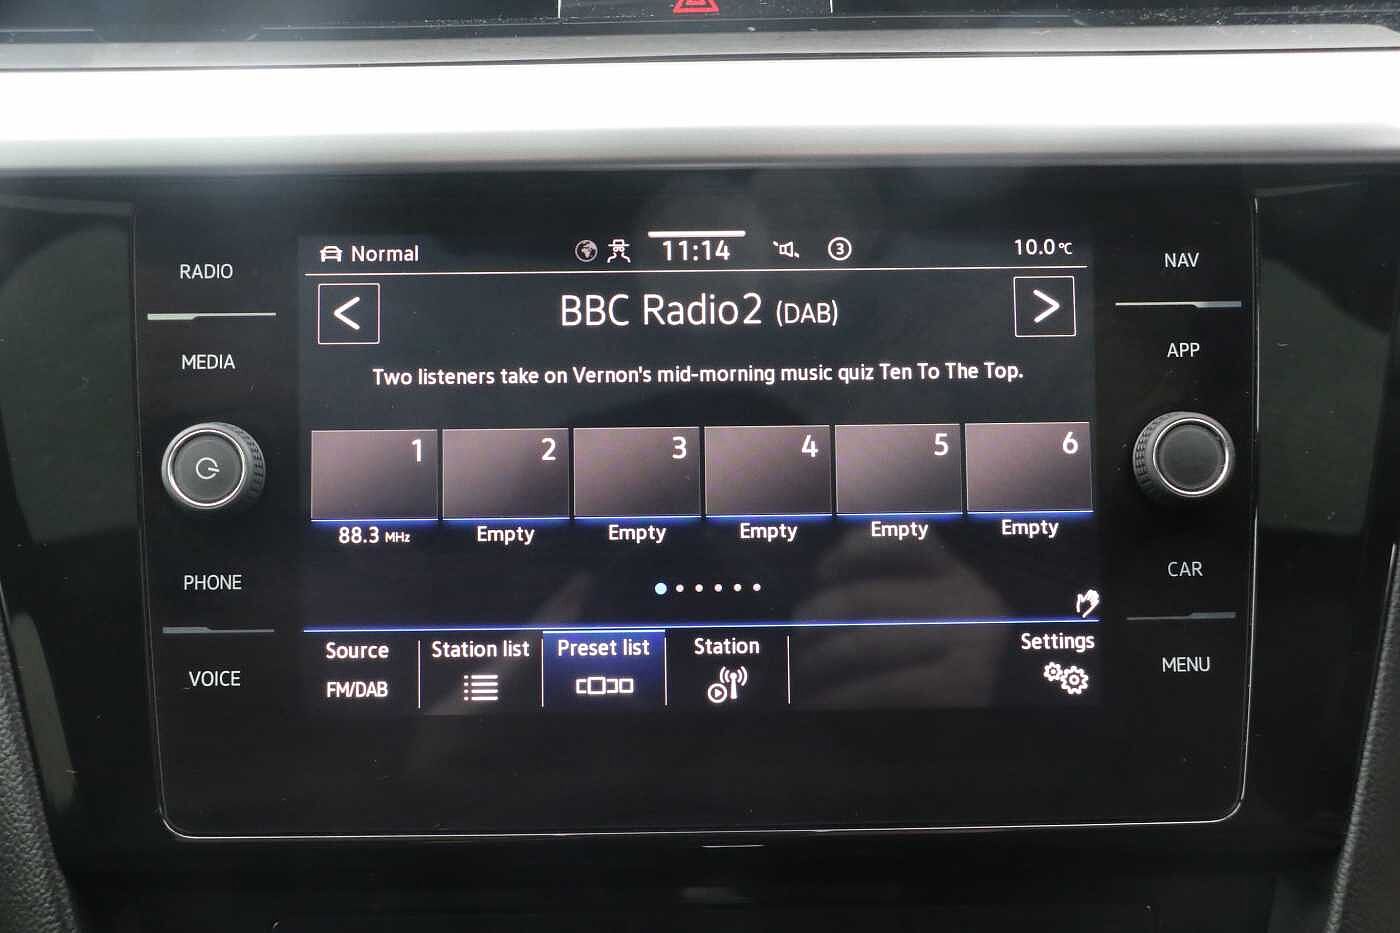 RADIO
MEDIA
PHONE
VOICE
Normal
11:14
3
10.0 °C
BBC Radio2 (DAB)
Two listeners take on Vernon's mid-morning music quiz Ten To The Top.
1 2 3 4 5 6
88.3 MHz Empty Empty Empty Empty Empty
Source Station list Preset list Station Settings
FM/DAB
NAV
APP
CAR
MENU